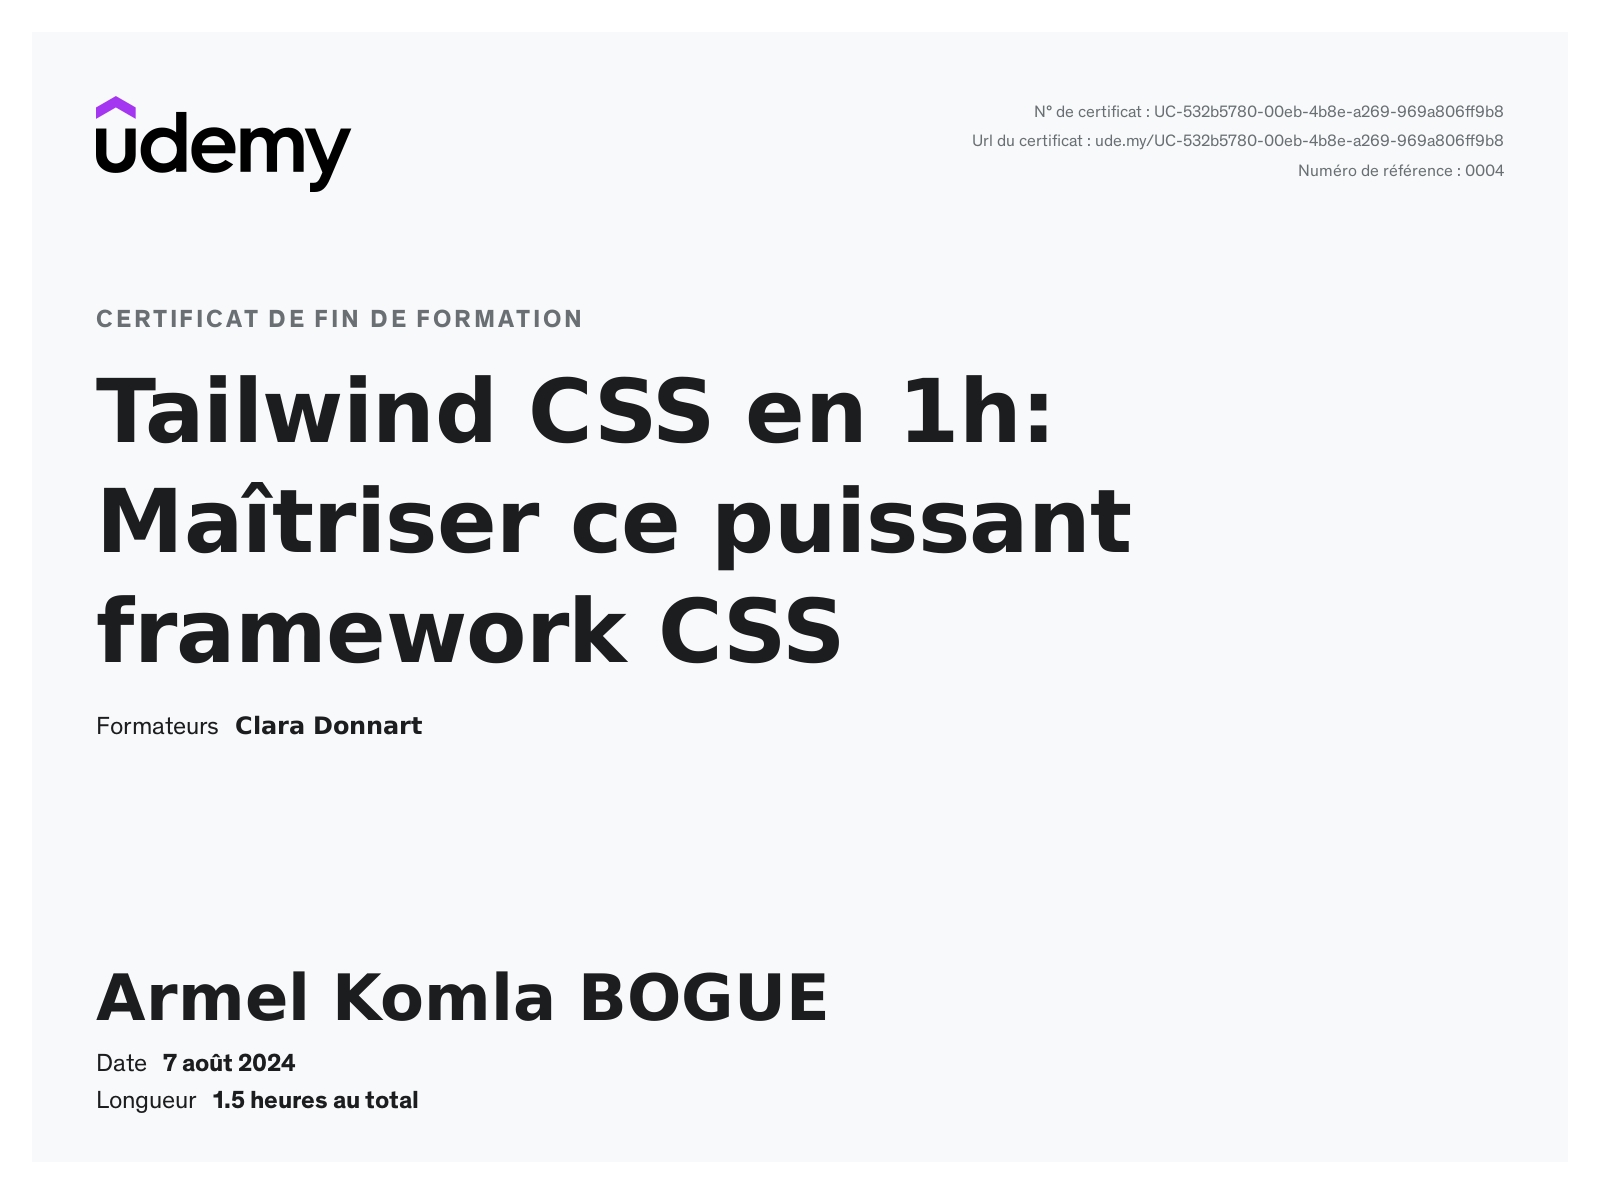 udemy
N° de certificat : UC-532b5780-00eb-4b8e-a269-969a806ff9b8
Url du certificat : ude.my/UC-532b5780-00eb-4b8e-a269-969a806ff9b8
Numéro de référence : 0004
CERTIFICAT DE FIN DE FORMATION
Tailwind CSS en 1h:
Maîtriser ce puissant
framework CSS
Formateurs Clara Donnart
Armel Komla BOGUE
Date 7 août 2024
Longueur 1.5 heures au total